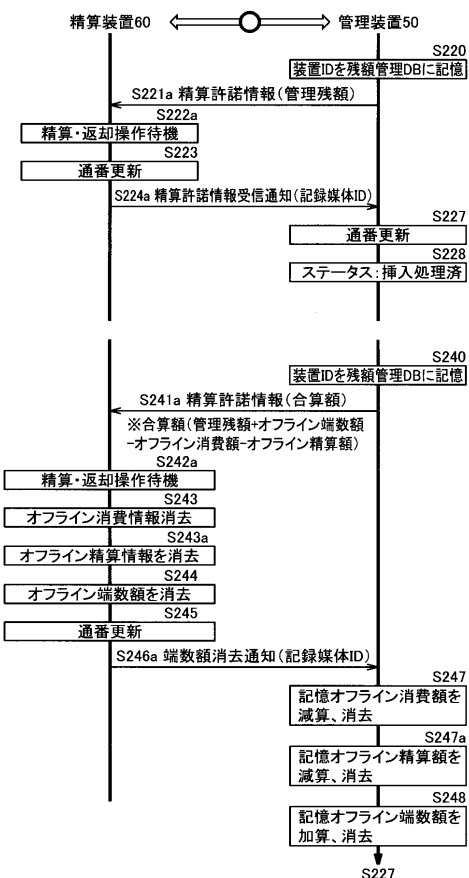 精算装置60
管理装置50
S220
装置IDを残額管理DBに記憶
S221a 精算許諾情報(管理残額)
S222a
精算・返却操作待機
S223
通番更新
S224a 精算許諾情報受信通知(記録媒体ID)
S227
通番更新
S228
ステータス:挿入処理済
S240
装置IDを残額管理DBに記憶
S241a 精算許諾情報(合算額)
※合算額(管理残額+オフライン端数額
-オフライン消費額-オフライン精算額)
S242a
精算・返却操作待機
S243
オフライン消費情報消去
S243a
オフライン精算情報を消去
S244
オフライン端数額を消去
S245
通番更新
S246a 端数額消去通知(記録媒体ID)
S247
記憶オフライン消費額を
減算、消去
S247a
記憶オフライン精算額を
減算、消去
S248
記憶オフライン端数額を
加算、消去
S227